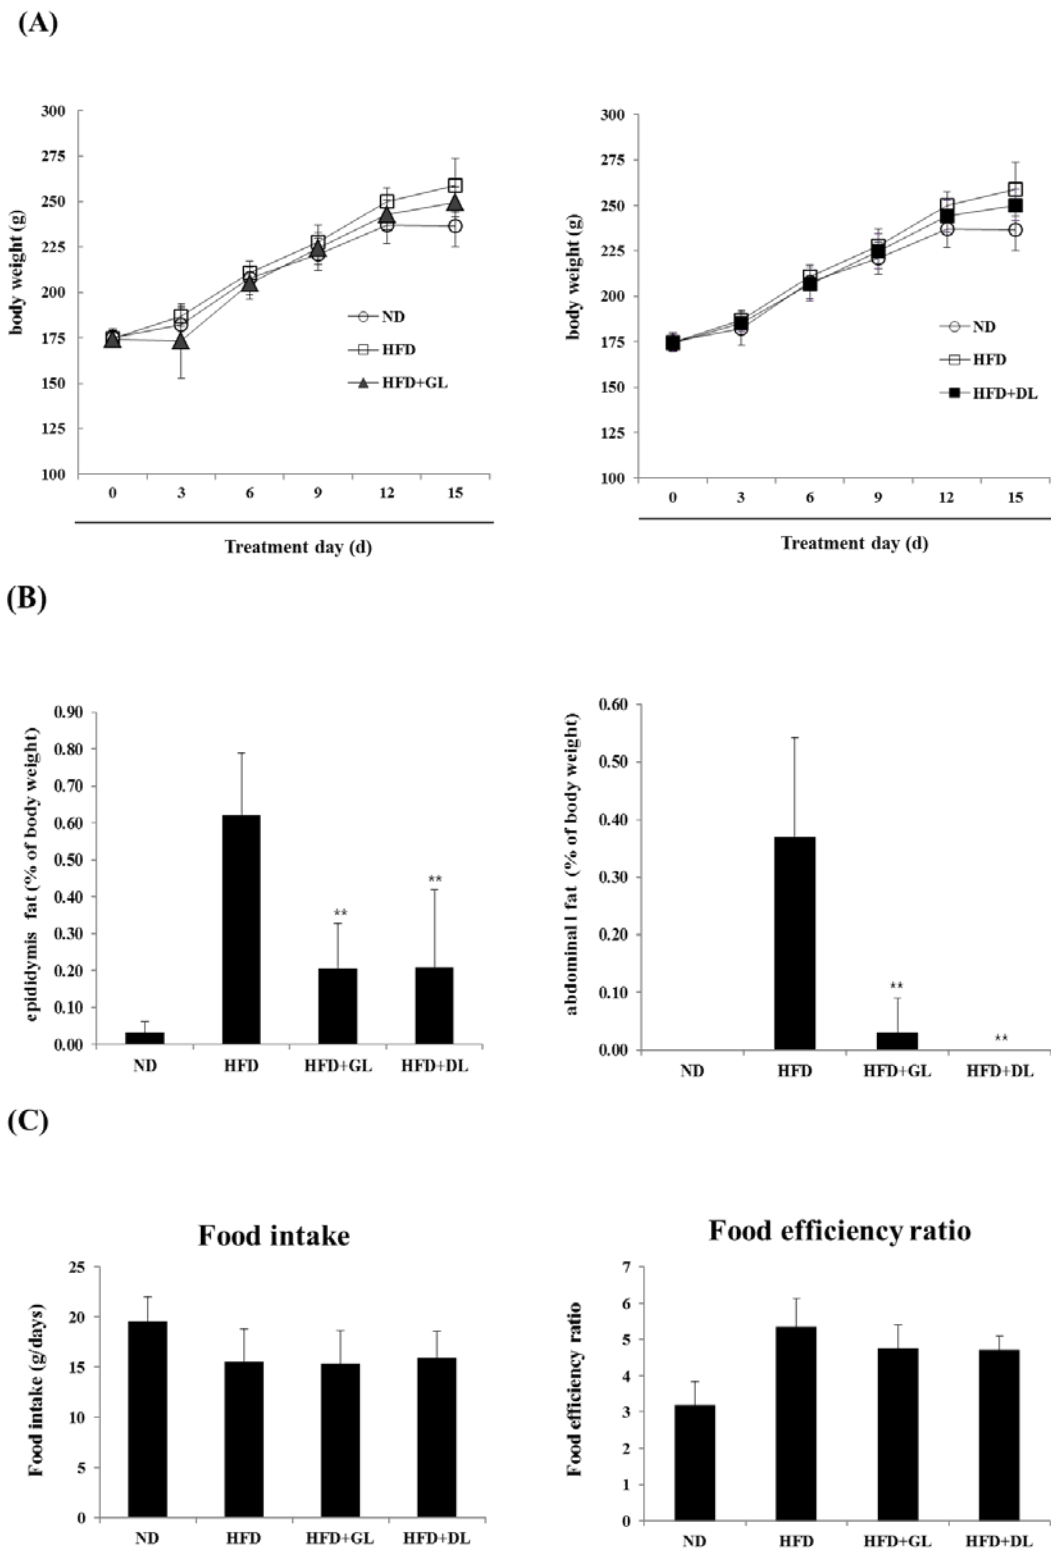 (A)
300
275
250
225
200
175
150
125
100
body weight (g)
ND
HFD
HFD+GL
0 3 6 9 12 15
Treatment day (d)
300
275
250
225
200
175
150
125
100
body weight (g)
ND
HFD
HFD+DL
0 3 6 9 12 15
Treatment day (d)
(B)
0.90
0.80
0.70
0.60
0.50
0.40
0.30
0.20
0.10
0.00
epididymis fat (% of body weight)
**
**
ND HFD HFD+GL HFD+DL
0.60
0.50
0.40
0.30
0.20
0.10
0.00
abdominal l fat (% of body weight)
**
**
ND HFD HFD+GL HFD+DL
(C)
Food intake
25
20
15
10
5
0
Food intake (g/days)
ND HFD HFD+GL HFD+DL
Food efficiency ratio
7
6
5
4
3
2
1
0
Food efficiency ratio
ND HFD HFD+GL HFD+DL